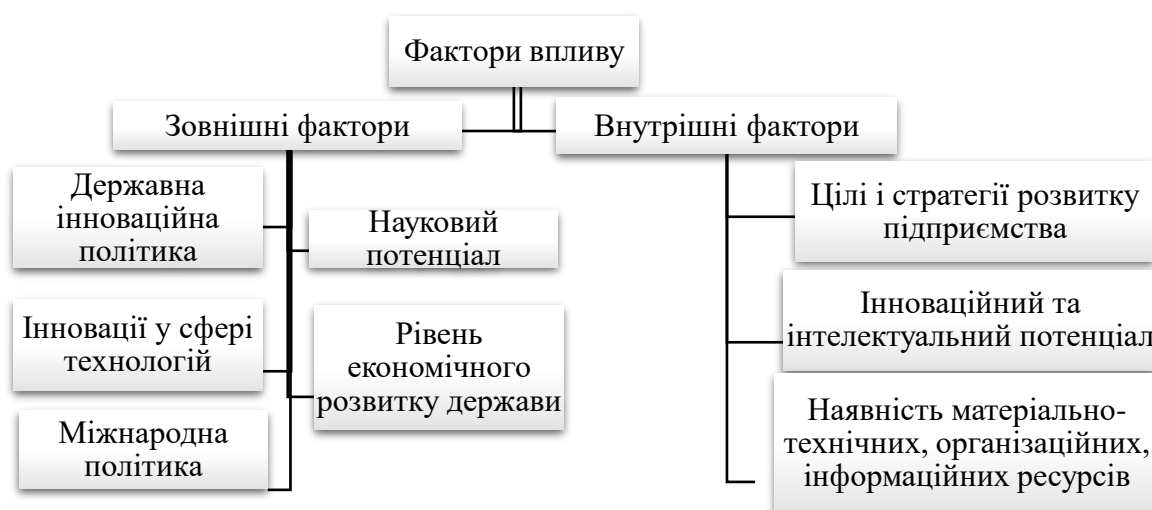 Фактори впливу
Зовнішні фактори
Внутрішні фактори
Державна
інноваційна
політика
Науковий
потенціал
Інновації у сфері
технологій
Рівень
економічного
розвитку держави
Міжнародна
політика
Цілі і стратегії розвитку
підприємства
Інноваційний та
інтелектуальний потенціал
Наявність матеріально-
технічних, організаційних,
інформаційних ресурсів